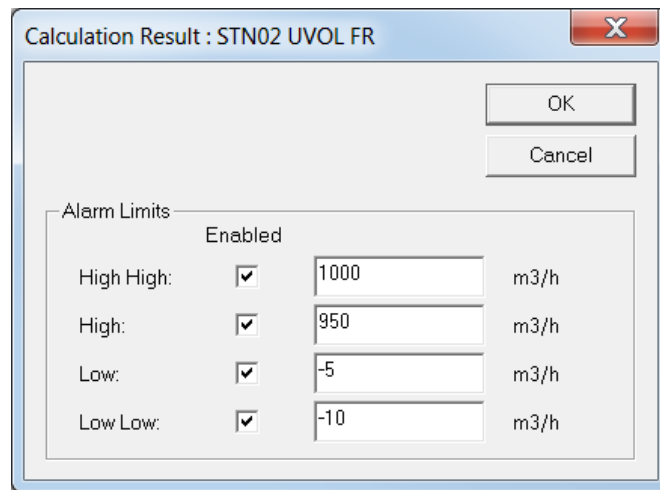 Calculation Result : STN02 UVOL FR
OK
Cancel
Alarm Limits
Enabled
High High: 1000 m3/h
High: 950 m3/h
Low: -5 m3/h
Low Low: -10 m3/h